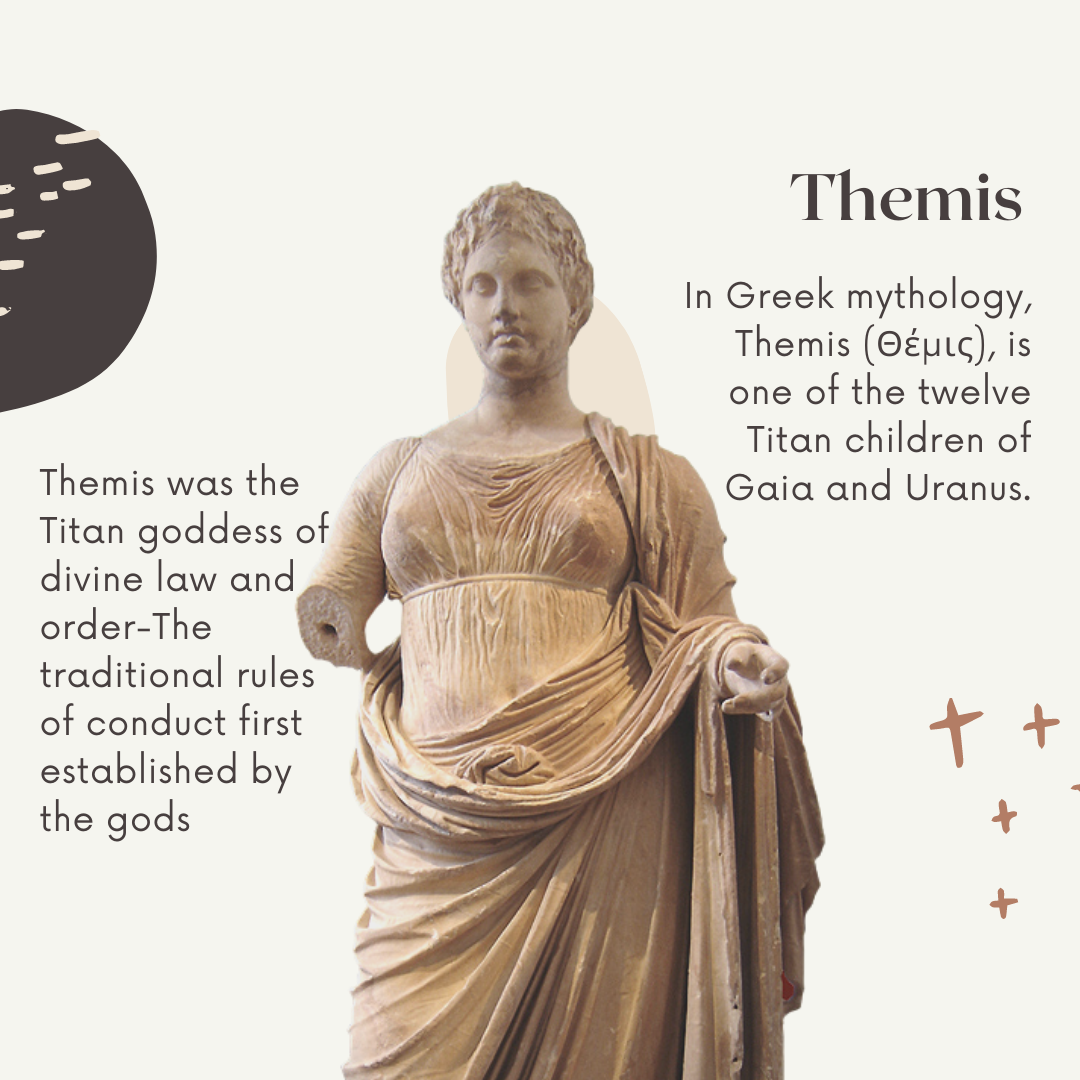 Themis
In Greek mythology,
Themis (Θέμις), is
one of the twelve
Titan children of
Gaia and Uranus.
Themis was the
Titan goddess of
divine law and
order-The
traditional rules
of conduct first
established by
the gods